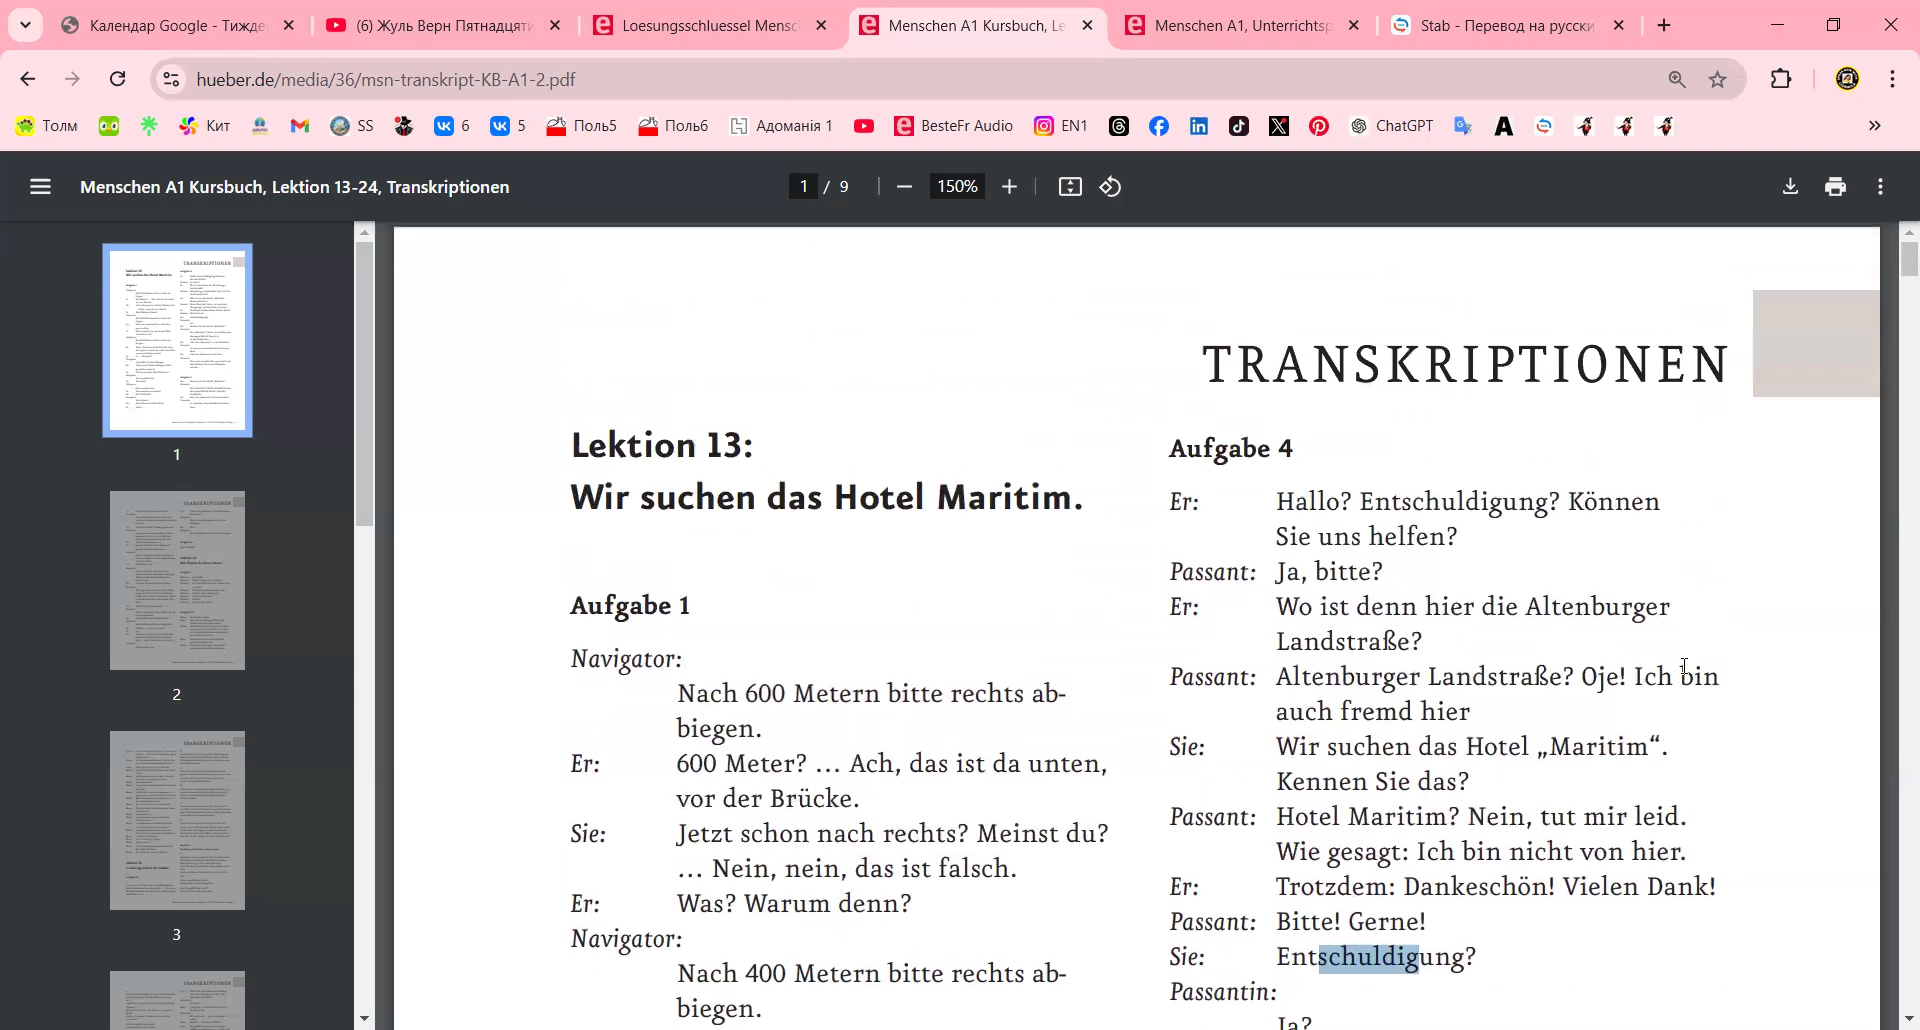 Календар Google - Тижде
(6) Жуль Верн Пятнадцяти
Loesungsschluessel Mensc
Menschen A1 Kursbuch, Le
Menschen A1, Unterrichtsp
Stab - Перевод на русски
hueber.de/media/36/msn-transkript-KB-A1-2.pdf
Толм
Кит
SS
6
5
Поль5
Поль6
Адоманія 1
BesteFr Audio
EN1
ChatGPT
Menschen A1 Kursbuch, Lektion 13-24, Transkriptionen
1 / 9
150%
1
2
3
TRANSKRIPTIONEN
Lektion 13:
Wir suchen das Hotel Maritim.
Aufgabe 1
Navigator:
Nach 600 Metern bitte rechts ab-
biegen.
Er: 600 Meter? … Ach, das ist da unten,
vor der Brücke.
Sie: Jetzt schon nach rechts? Meinst du?
… Nein, nein, das ist falsch.
Er: Was? Warum denn?
Navigator:
Nach 400 Metern bitte rechts ab-
biegen.
Aufgabe 4
Er: Hallo? Entschuldigung? Können
Sie uns helfen?
Passant: Ja, bitte?
Er: Wo ist denn hier die Altenburger
Landstraße?
Passant: Altenburger Landstraße? Oje! Ich bin
auch fremd hier
Sie: Wir suchen das Hotel „Maritim“.
Kennen Sie das?
Passant: Hotel Maritim? Nein, tut mir leid.
Wie gesagt: Ich bin nicht von hier.
Er: Trotzdem: Dankeschön! Vielen Dank!
Passant: Bitte! Gerne!
Sie: Entschuldigung?
Passantin:
Ja?